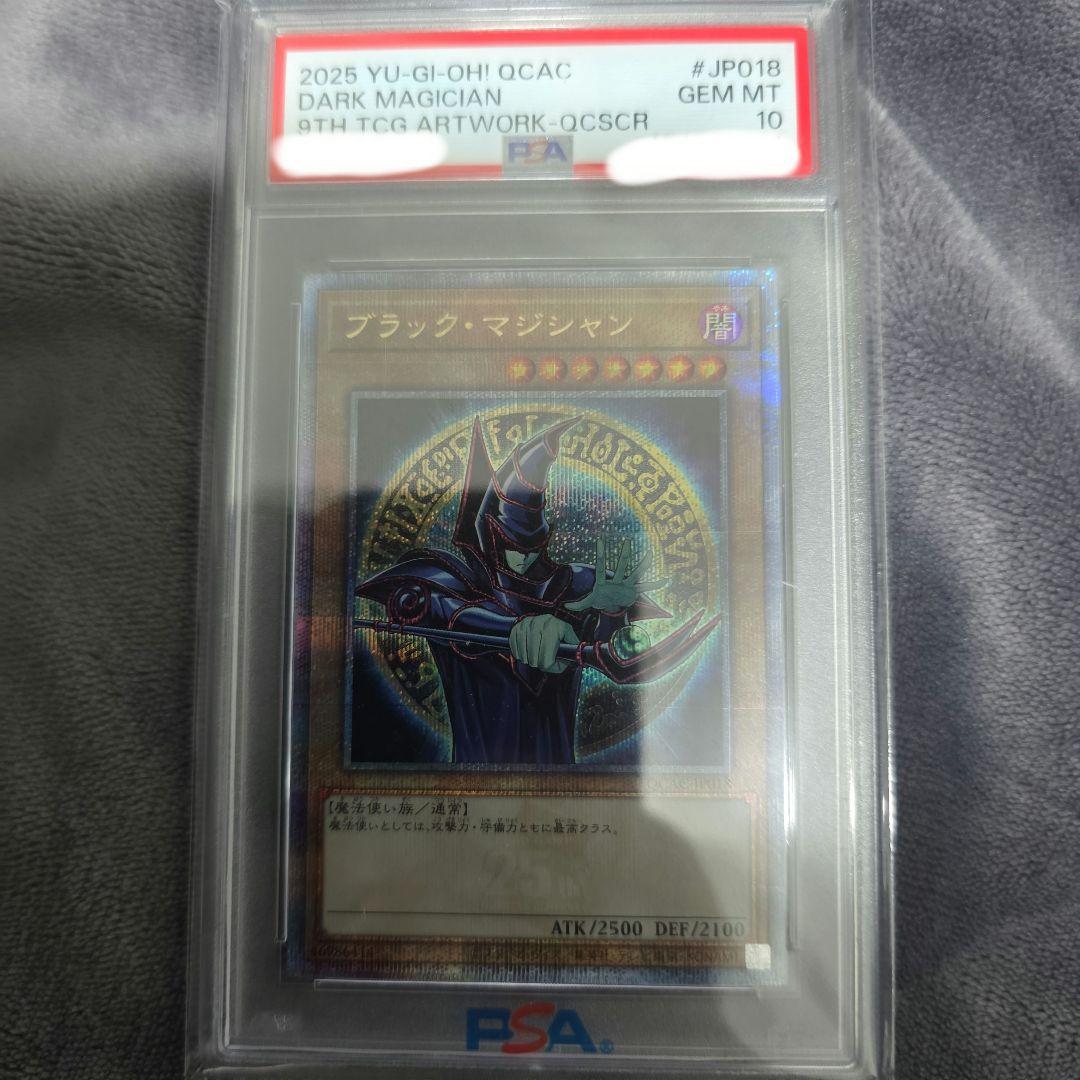 2025 YU-GI-OH! QCAC #JP018
DARK MAGICIAN GEM MT
9TH TCG ARTWORK-QCSCR 10
PSA
ブラック・マジシャン
闇
【魔法使い族/通常】
魔法使いとしては、攻撃力・守備力ともに最高クラス。
25th
ATK/2500 DEF/2100
PSA